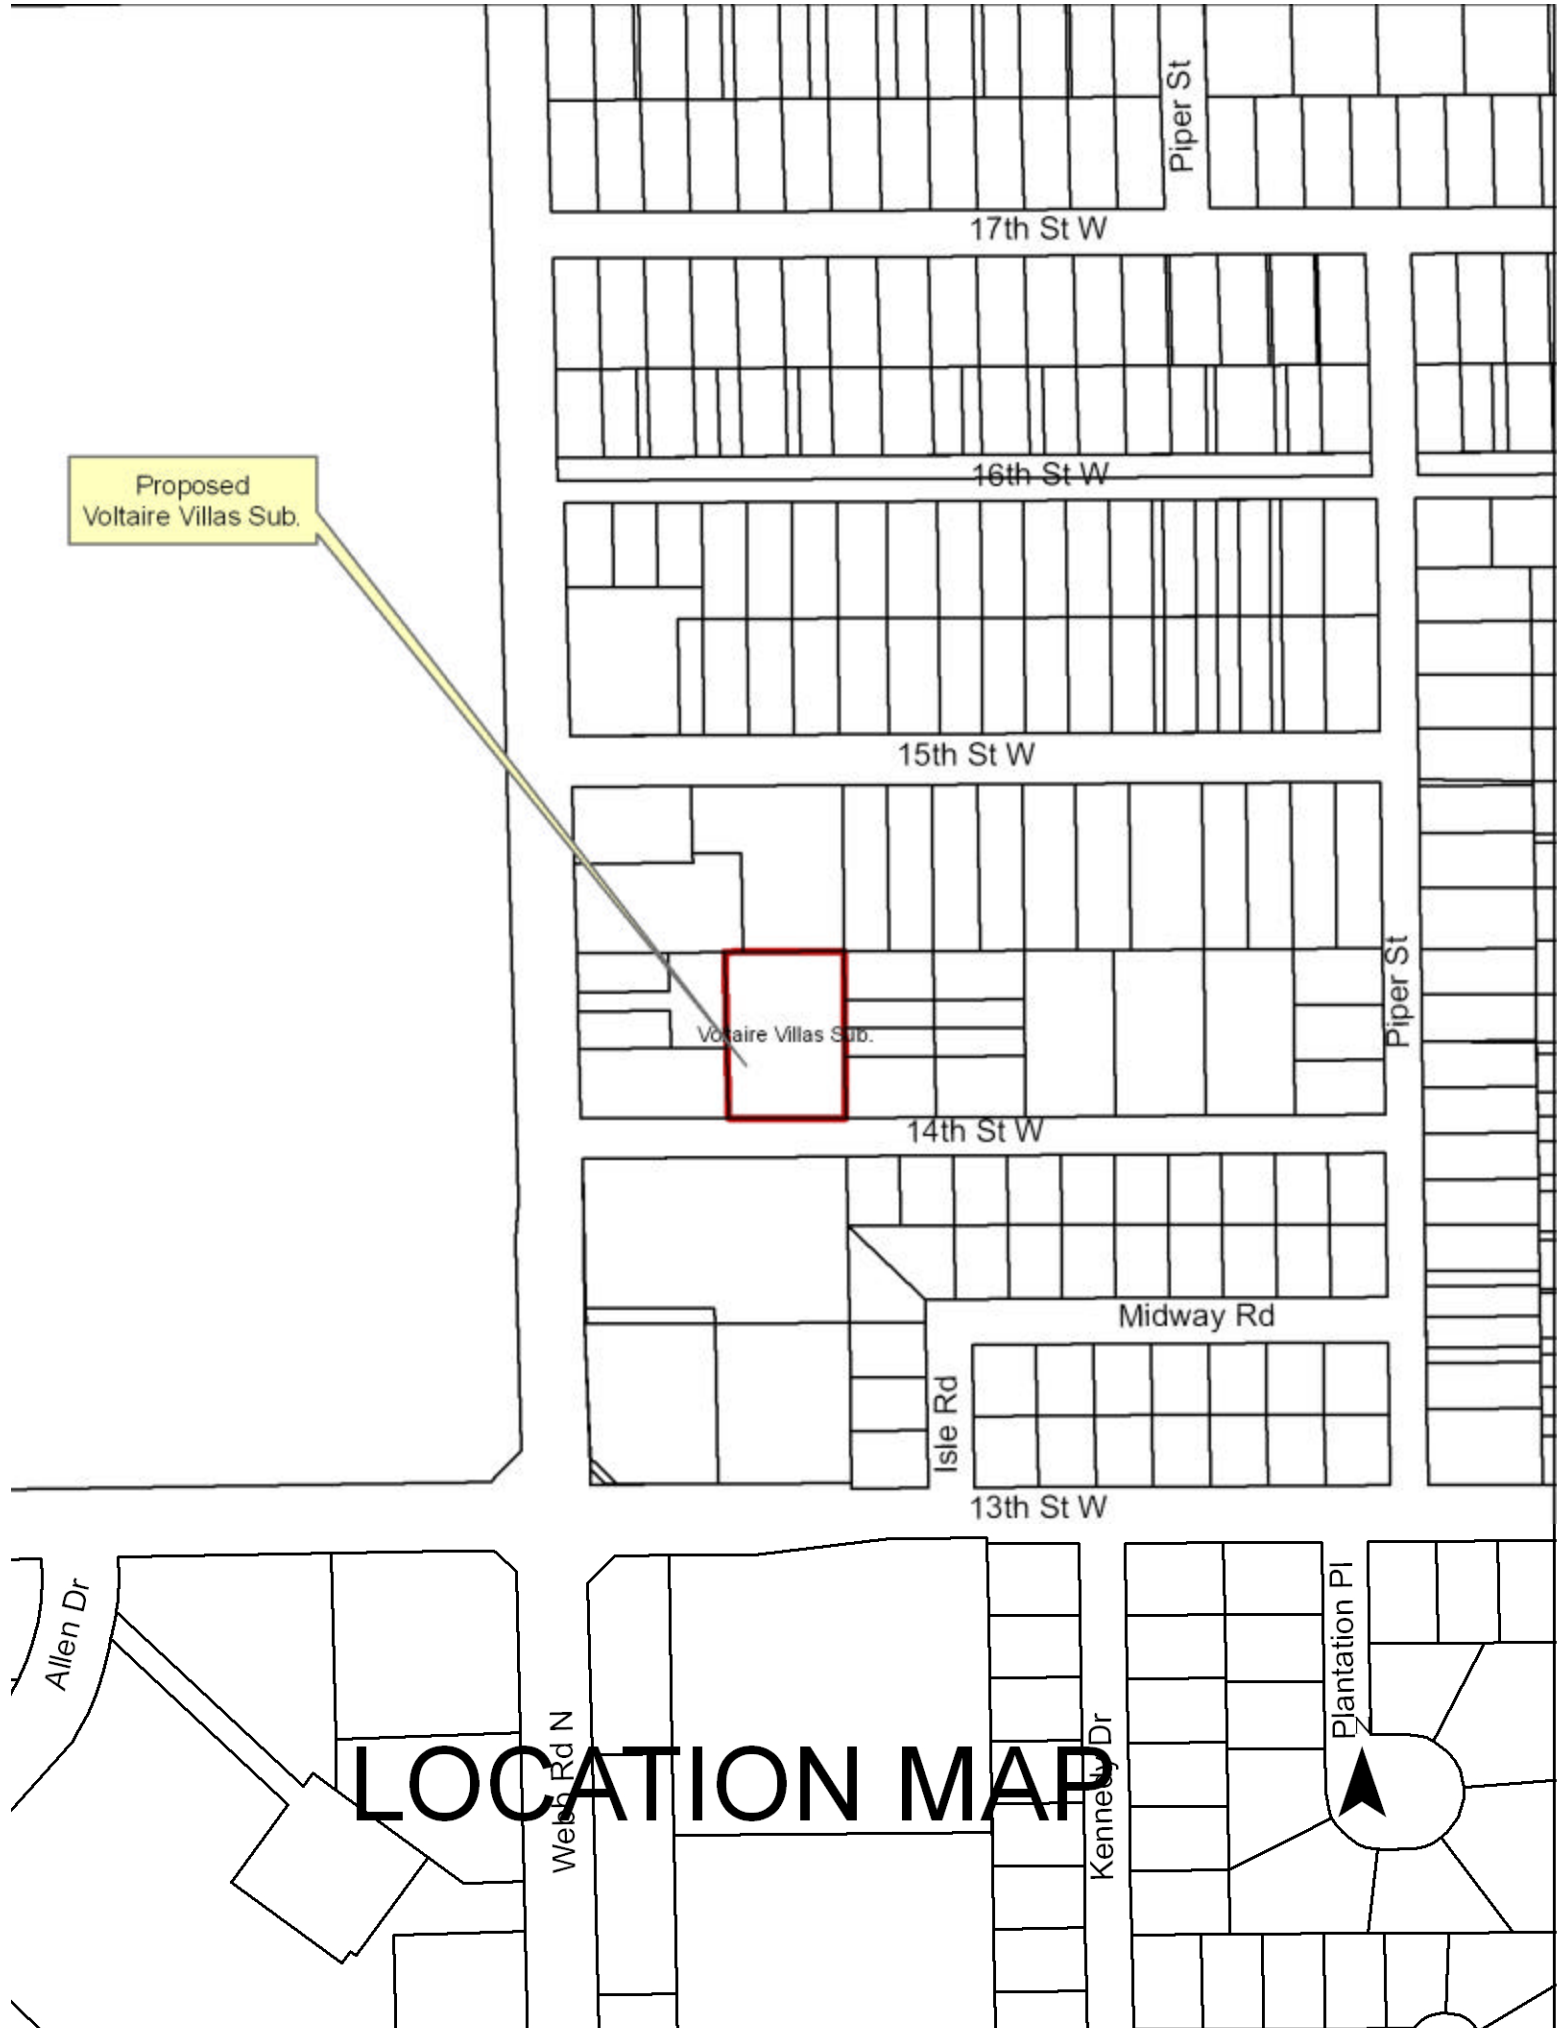 Piper St
17th St W
16th St W
Proposed
Voltaire Villas Sub.
15th St W
Piper St
Voltaire Villas Sub.
14th St W
Midway Rd
Isle Rd
13th St W
Allen Dr
Plantation Pl
Z
LOCATION MAP
Webb Rd N
Kennedy Dr